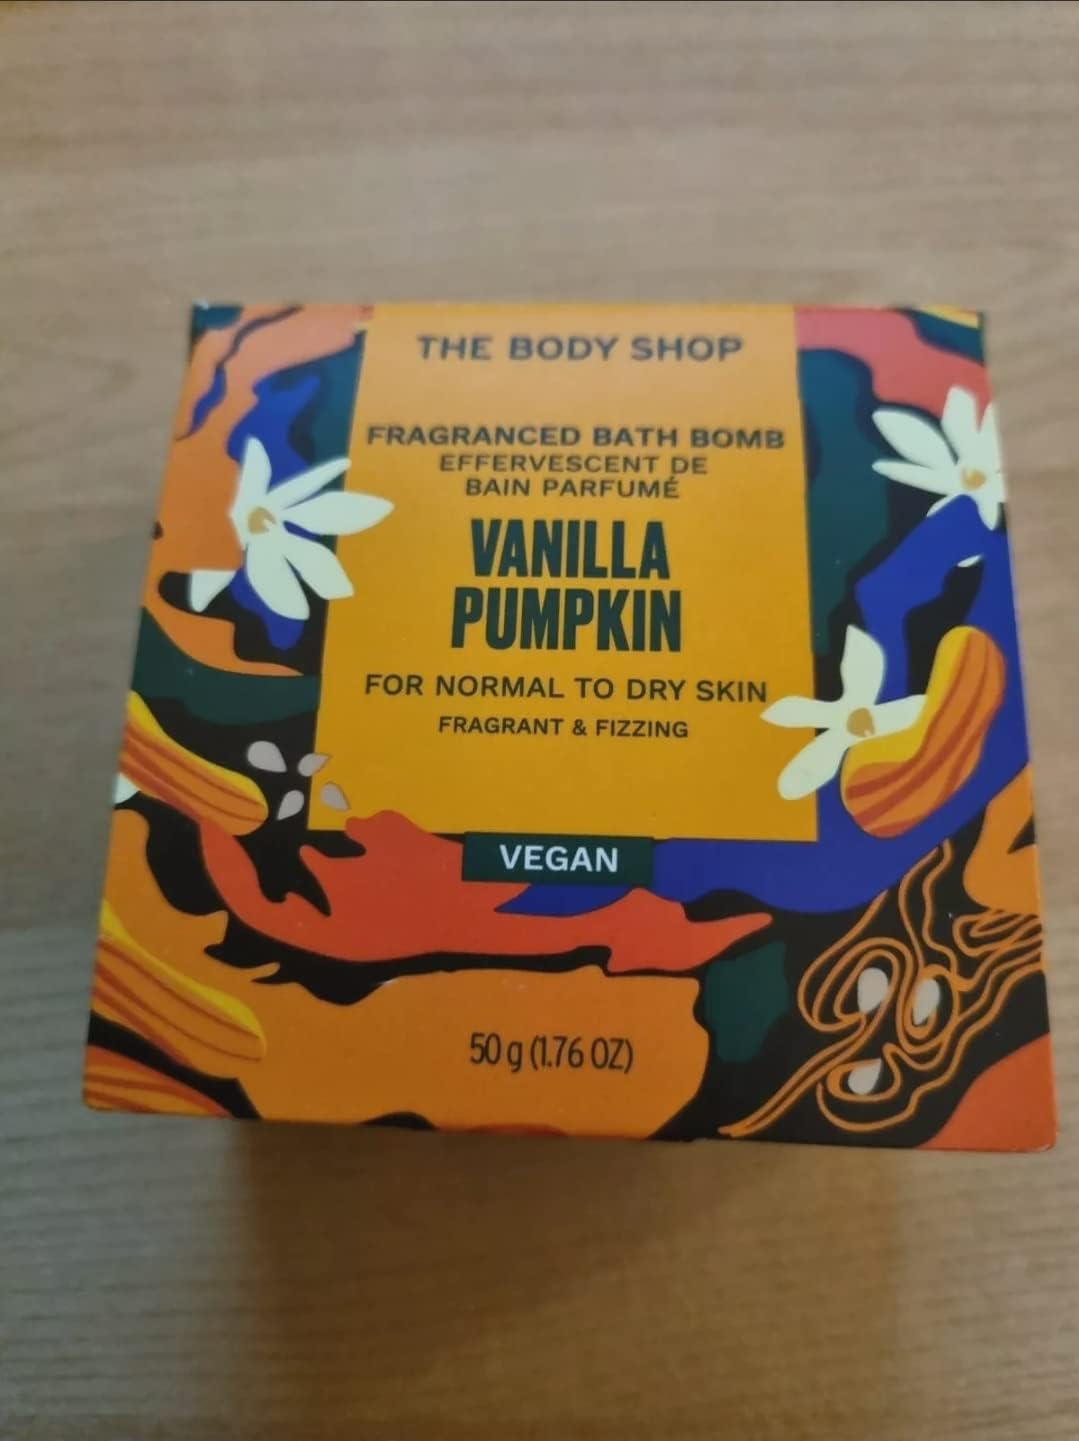 THE BODY SHOP
FRAGRANCED BATH BOMB
EFFERVESCENT DE
BAIN PARFUMÉ
VANILLA
PUMPKIN
FOR NORMAL TO DRY SKIN
FRAGRANT & FIZZING
VEGAN
50 g (1.76 OZ)